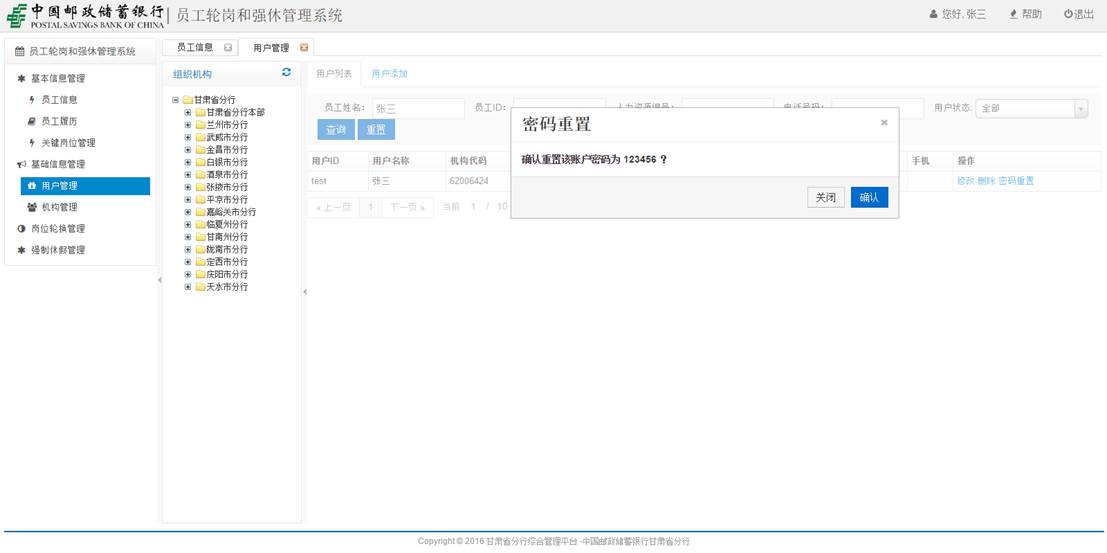 中国邮政储蓄银行 | 员工轮岗和强休管理系统
POSTAL SAVINGS BANK OF CHINA
您好, 张三 帮助 退出
员工轮岗和强休管理系统
基本信息管理
员工信息
员工履历
关键岗位管理
基础信息管理
用户管理
机构管理
岗位轮换管理
强制休假管理
员工信息 用户管理
组织机构
甘肃省分行
甘肃省分行本部
兰州市分行
武威市分行
金昌市分行
白银市分行
酒泉市分行
张掖市分行
平凉市分行
嘉峪关市分行
临夏州分行
甘南州分行
陇南市分行
定西市分行
庆阳市分行
天水市分行
用户列表 用户添加
员工姓名: 张三 员工ID: 用户状态: 全部
查询 重置
用户ID 用户名称 机构代码 手机 操作
test 张三 62006424 修改 删除 密码重置
« 上一页 1 下一页 » 当前 1 / 10
密码重置 ×
确认重置该账户密码为 123456 ?
关闭 确认
Copyright © 2016 甘肃省分行综合管理平台 -中国邮政储蓄银行甘肃省分行